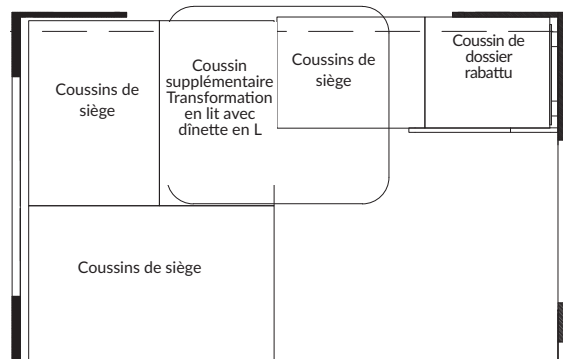 Coussins de
siège
Coussin
supplémentaire
Transformation
en lit avec
dînette en L
Coussins de
siège
Coussin de
dossier
rabattu
Coussins de siège